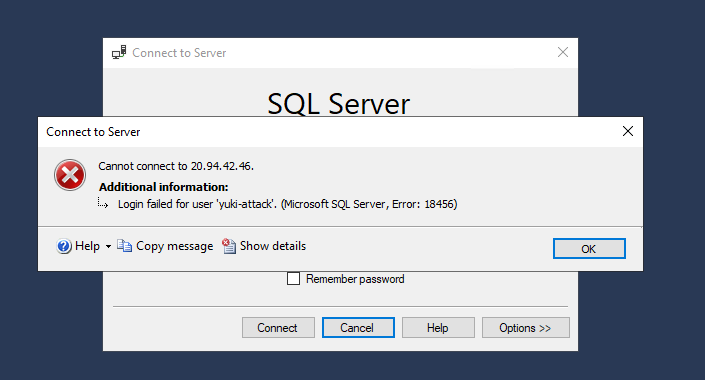 Connect to Server
SQL Server
Connect to Server
Cannot connect to 20.94.42.46.
Additional information:
Login failed for user 'yuki-attack'. (Microsoft SQL Server, Error: 18456)
Help Copy message Show details OK
Remember password
Connect Cancel Help Options >>